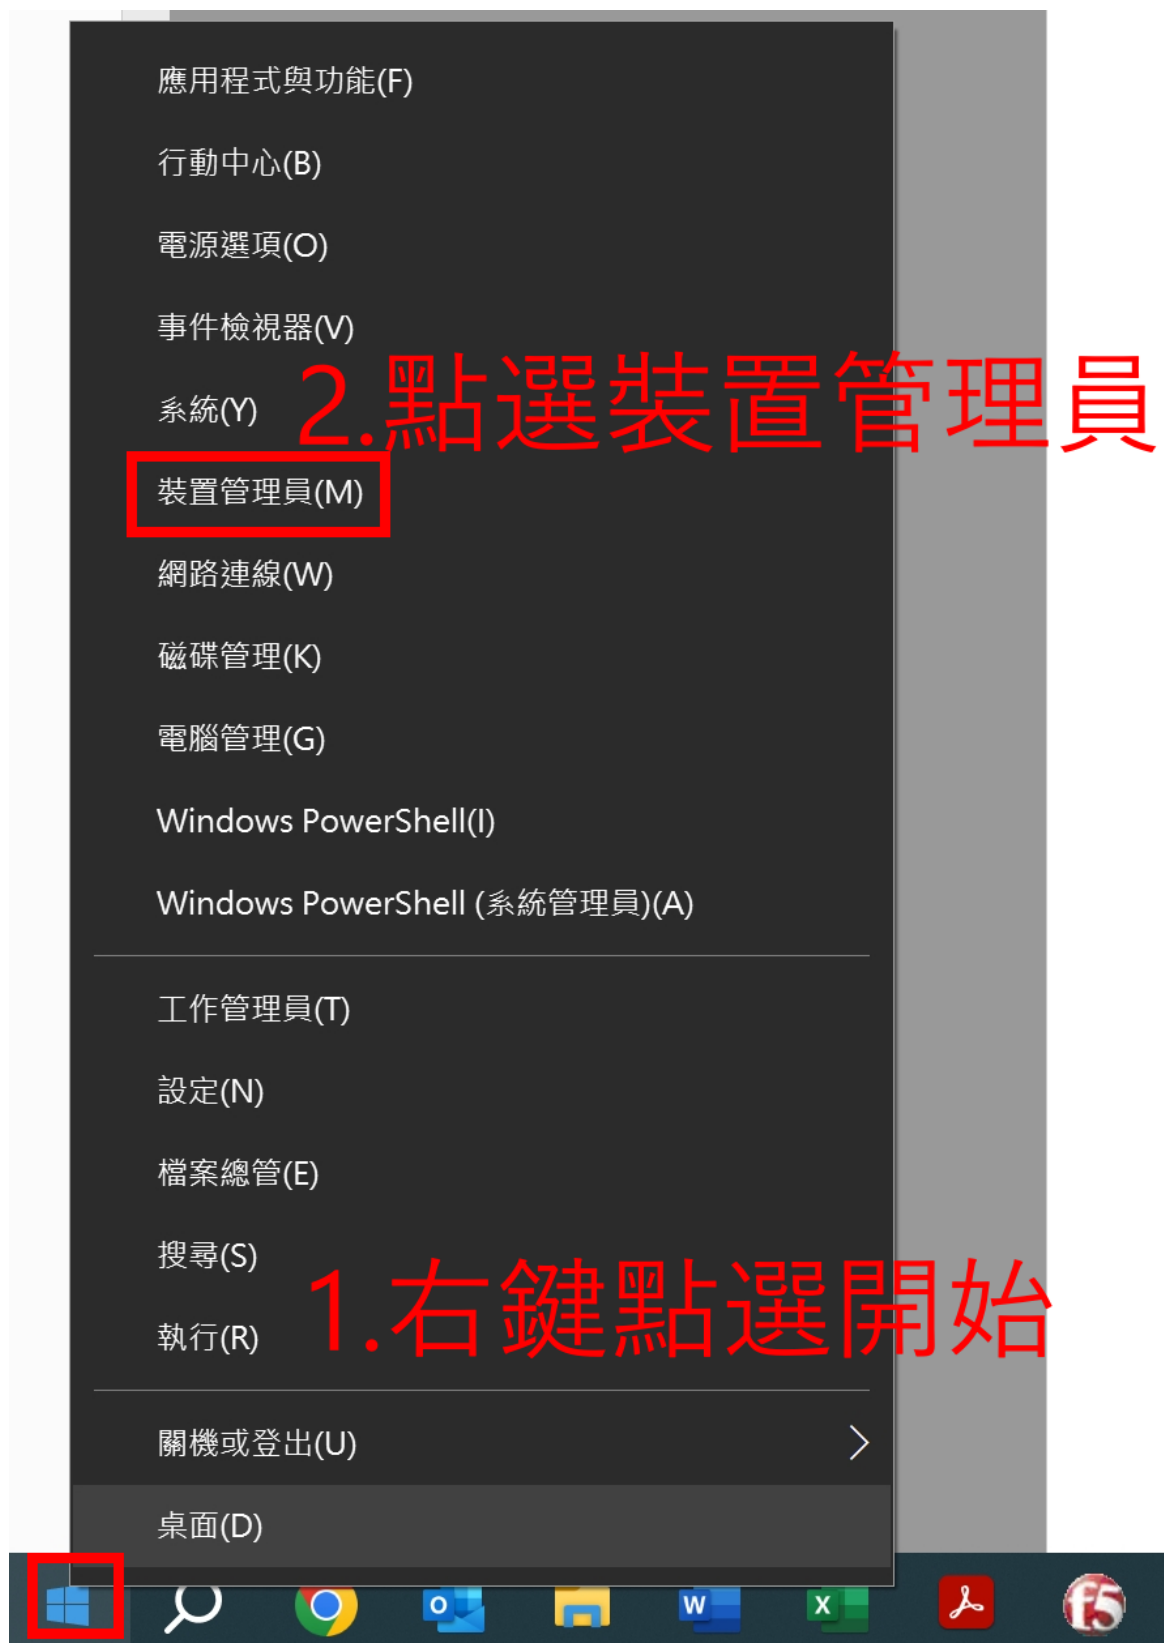 應用程式與功能(F)
行動中心(B)
電源選項(O)
事件檢視器(V)
系統(Y)
2.點選裝置管理員
裝置管理員(M)
網路連線(W)
磁碟管理(K)
電腦管理(G)
Windows PowerShell(I)
Windows PowerShell (系統管理員)(A)
工作管理員(T)
設定(N)
檔案總管(E)
搜尋(S)
1.右鍵點選開始
執行(R)
關機或登出(U)
桌面(D)
O
W
X
f5